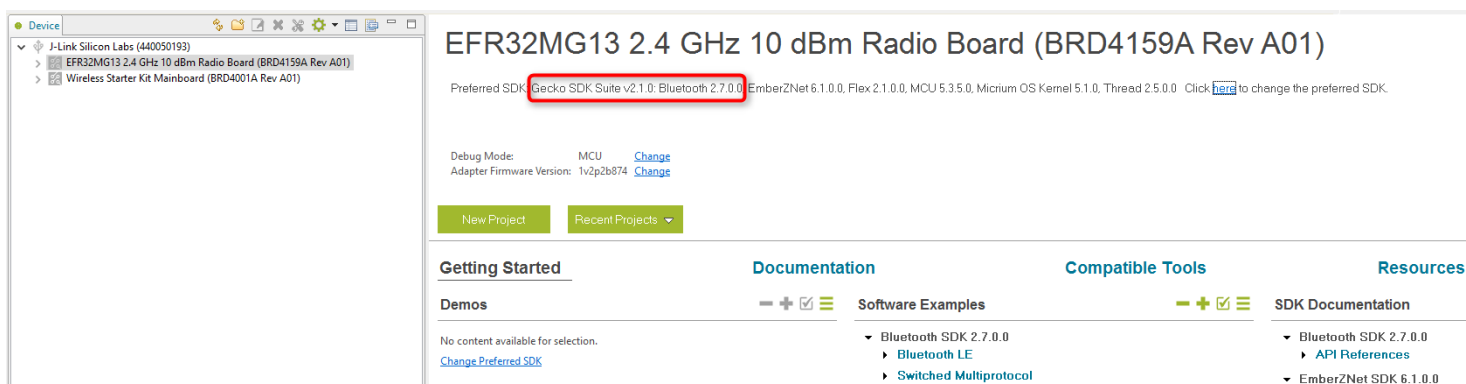 Device
J-Link Silicon Labs (440050193)
EFR32MG13 2.4 GHz 10 dBm Radio Board (BRD4159A Rev A01)
Wireless Starter Kit Mainboard (BRD4001A Rev A01)
EFR32MG13 2.4 GHz 10 dBm Radio Board (BRD4159A Rev A01)
Preferred SDK: Gecko SDK Suite v2.1.0: Bluetooth 2.7.0.0, EmberZNet 6.1.0.0, Flex 2.1.0.0, MCU 5.3.5.0, Micrium OS Kernel 5.1.0, Thread 2.5.0.0 Click here to change the preferred SDK.
Debug Mode: MCU Change
Adapter Firmware Version: 1v2p2b874 Change
New Project Recent Projects
Getting Started Documentation Compatible Tools Resources
Demos Software Examples SDK Documentation
No content available for selection. Bluetooth SDK 2.7.0.0 Bluetooth SDK 2.7.0.0
Change Preferred SDK Bluetooth LE API References
Switched Multiprotocol EmberZNet SDK 6.1.0.0